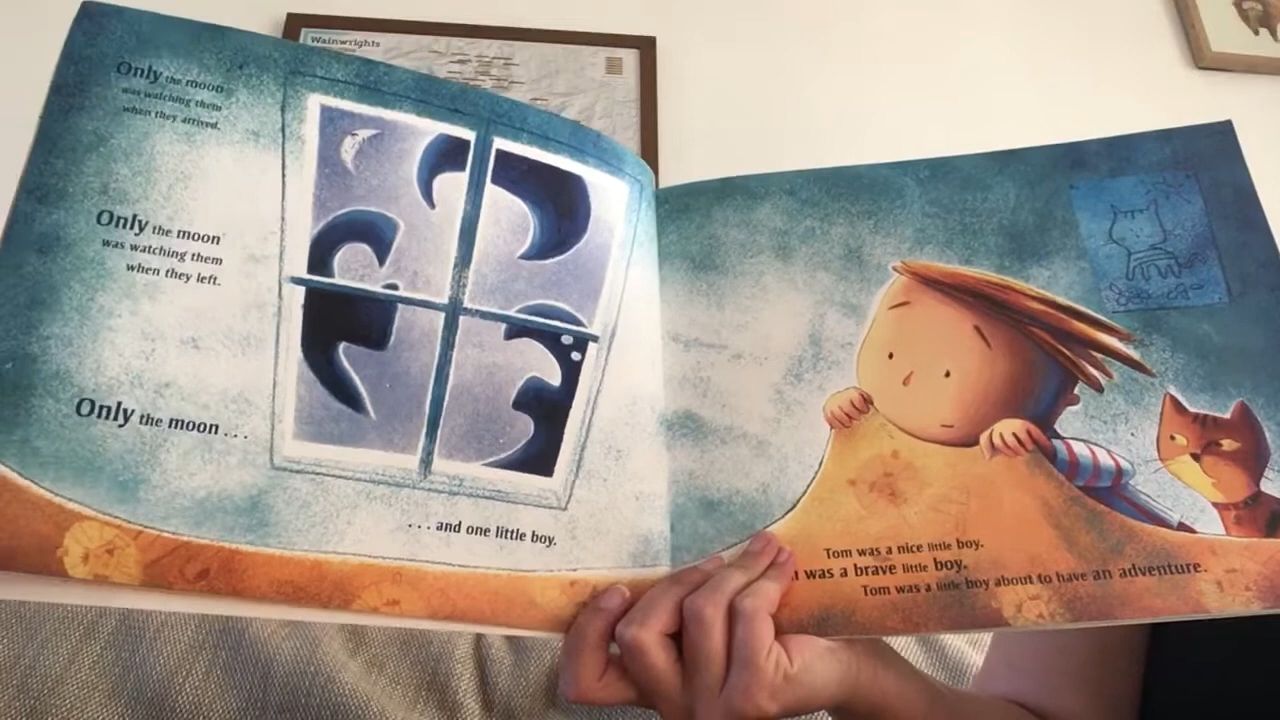 Wainwrights
Only the moon
was watching them
when they arrived.
Only the moon
was watching them
when they left.
Only the moon . . .
. . . and one little boy.
Tom was a nice little boy.
was a brave little boy.
Tom was a little boy about to have an adventure.